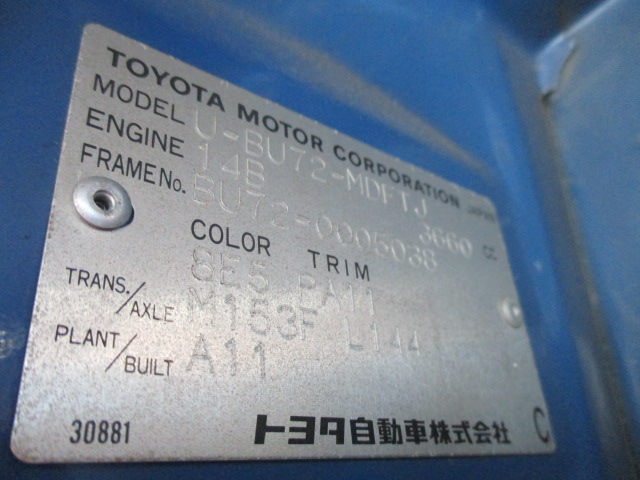 TOYOTA MOTOR CORPORATION JAPAN
MODEL U-BU72-MDFTJ
ENGINE 14B 3660 CC
FRAME No. BU72-0005038
COLOR TRIM
8E5 DA11
TRANS./AXLE M153F L144
PLANT/BUILT A11
30881 トヨタ自動車株式会社 C